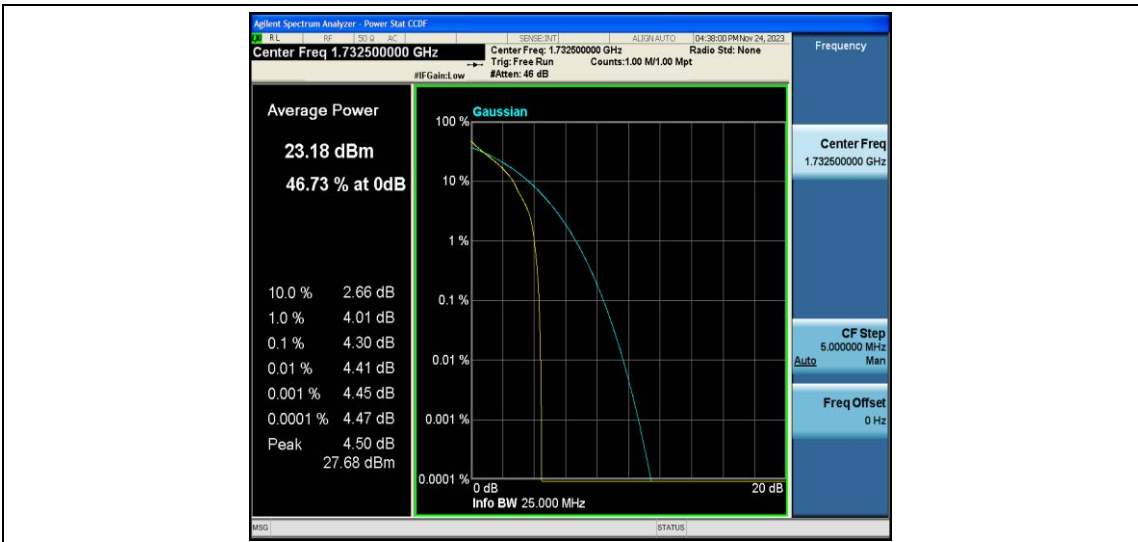 Agilent Spectrum Analyzer - Power Stat CCDF
RL RF 50 Ω AC SENSE:INT ALIGN AUTO 04:38:00 PM Nov 24, 2023
Center Freq 1.732500000 GHz
Center Freq: 1.732500000 GHz Radio Std: None
Trig: Free Run Counts:1.00 M/1.00 Mpt
#IFGain:Low #Atten: 46 dB
Frequency
Average Power
23.18 dBm
46.73 % at 0dB
10.0 % 2.66 dB
1.0 % 4.01 dB
0.1 % 4.30 dB
0.01 % 4.41 dB
0.001 % 4.45 dB
0.0001 % 4.47 dB
Peak 4.50 dB
27.68 dBm
Gaussian
100 %
10 %
1 %
0.1 %
0.01 %
0.001 %
0.0001 %
0 dB 20 dB
Info BW 25.000 MHz
Center Freq
1.732500000 GHz
CF Step
5.000000 MHz
Auto Man
Freq Offset
0 Hz
MSG STATUS